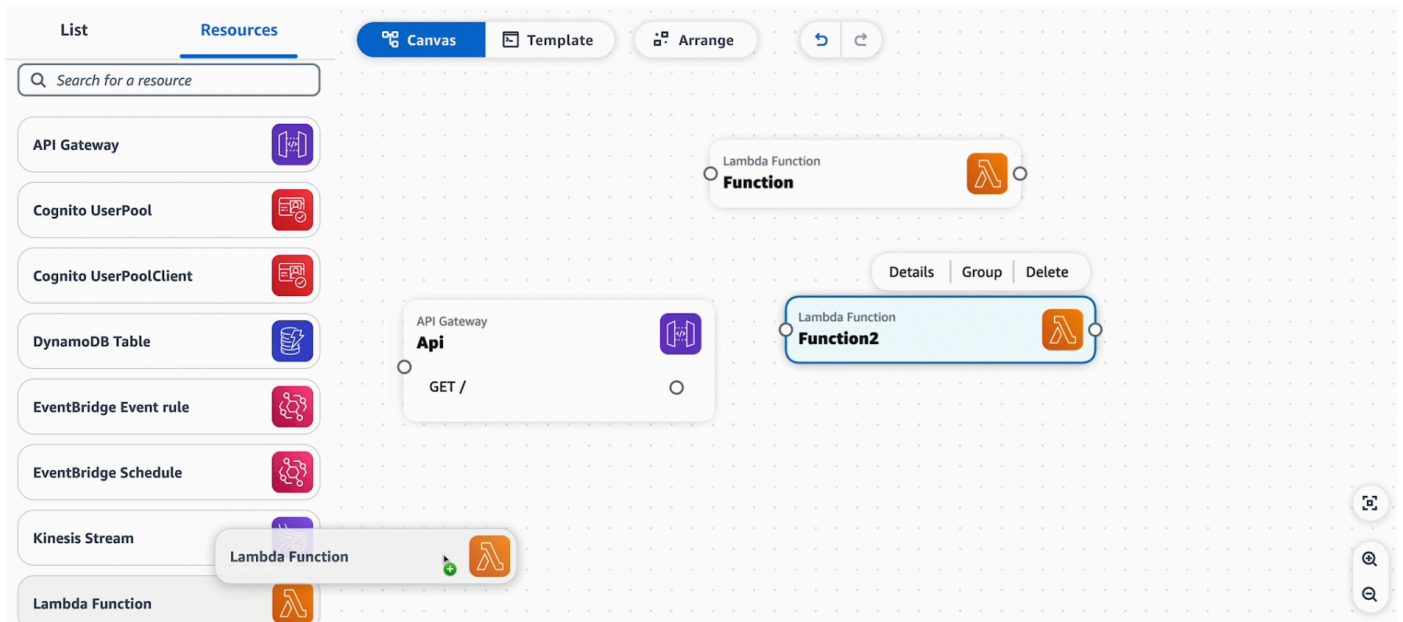 List
Resources
Canvas
Template
Arrange
Search for a resource
API Gateway
Cognito UserPool
Cognito UserPoolClient
DynamoDB Table
EventBridge Event rule
EventBridge Schedule
Kinesis Stream
Lambda Function
Lambda Function
Lambda Function
Function
Details
Group
Delete
Lambda Function
Function2
API Gateway
Api
GET /